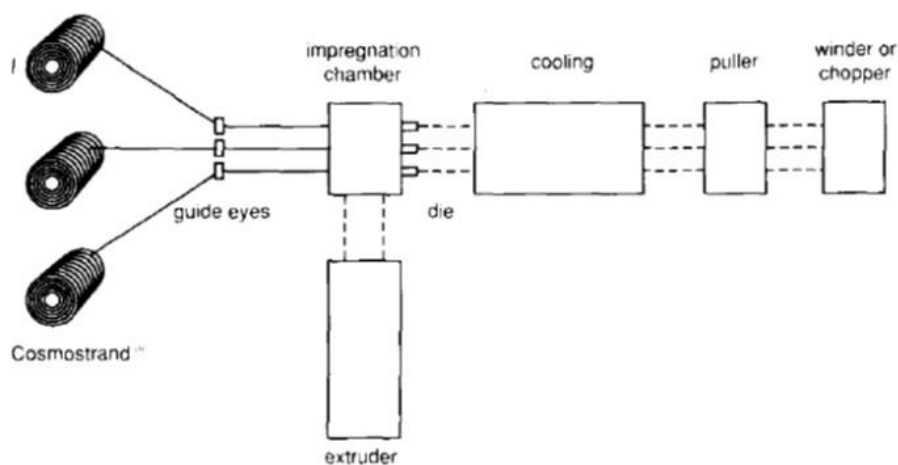 impregnation
chamber
cooling
puller
winder or
chopper
guide eyes
die
Cosmostrand
extruder